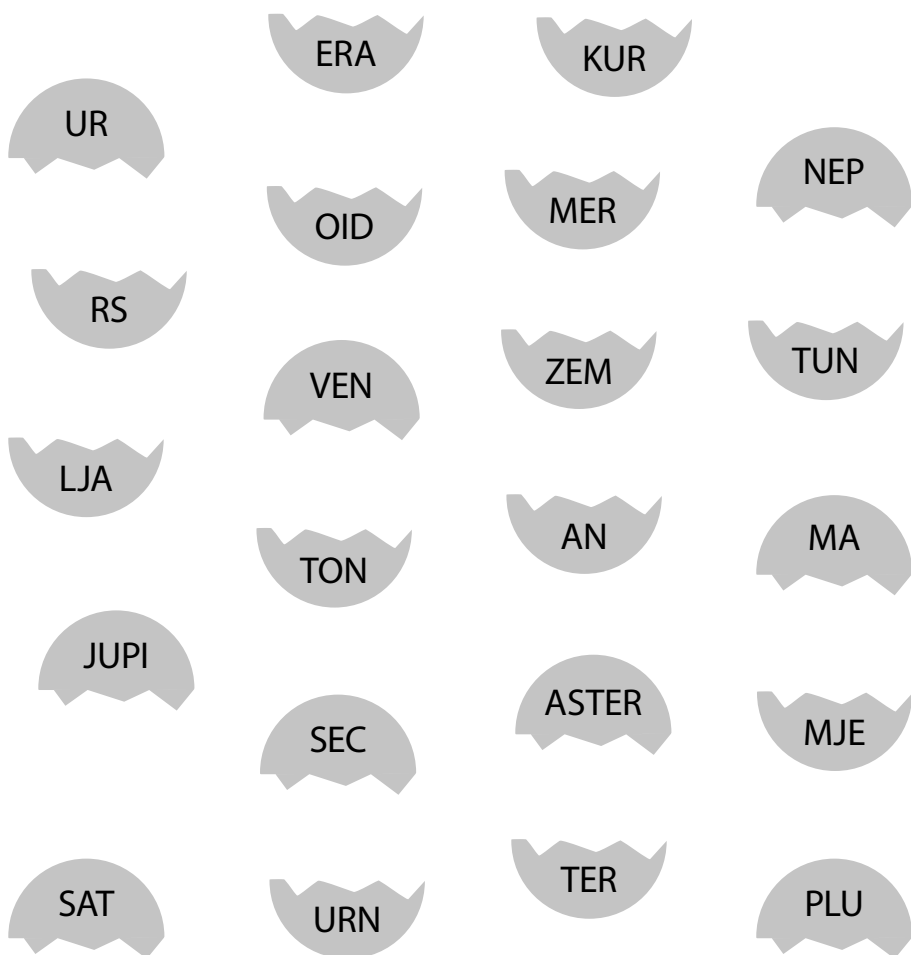 ERA
KUR
UR
NEP
MER
OID
RS
TUN
ZEM
VEN
LJA
AN
MA
TON
JUPI
ASTER
MJE
SEC
TER
SAT
PLU
URN